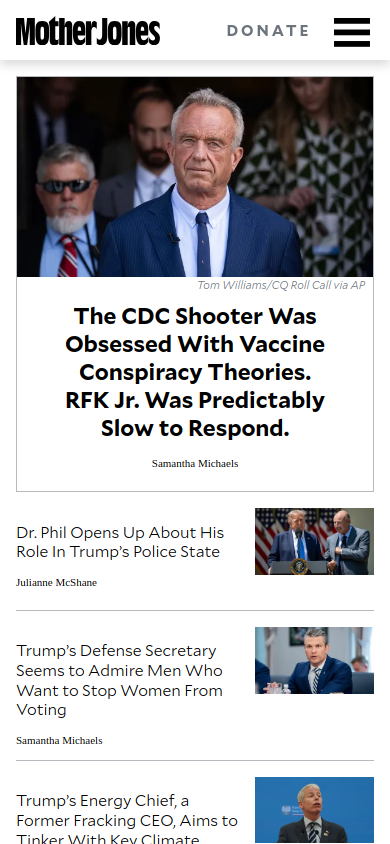 Mother Jones
DONATE
Tom Williams/CQ Roll Call via AP
The CDC Shooter Was
Obsessed With Vaccine
Conspiracy Theories.
RFK Jr. Was Predictably
Slow to Respond.
Samantha Michaels
Dr. Phil Opens Up About His
Role In Trump’s Police State
Julianne McShane
Trump’s Defense Secretary
Seems to Admire Men Who
Want to Stop Women From
Voting
Samantha Michaels
Trump’s Energy Chief, a
Former Fracking CEO, Aims to
Tinker With Key Climate